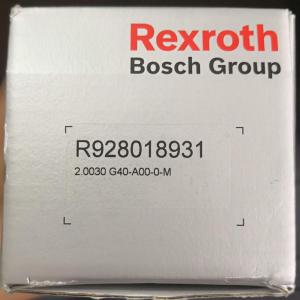 Rexroth
Bosch Group
R928018931
2.0030 G40-A00-0-M